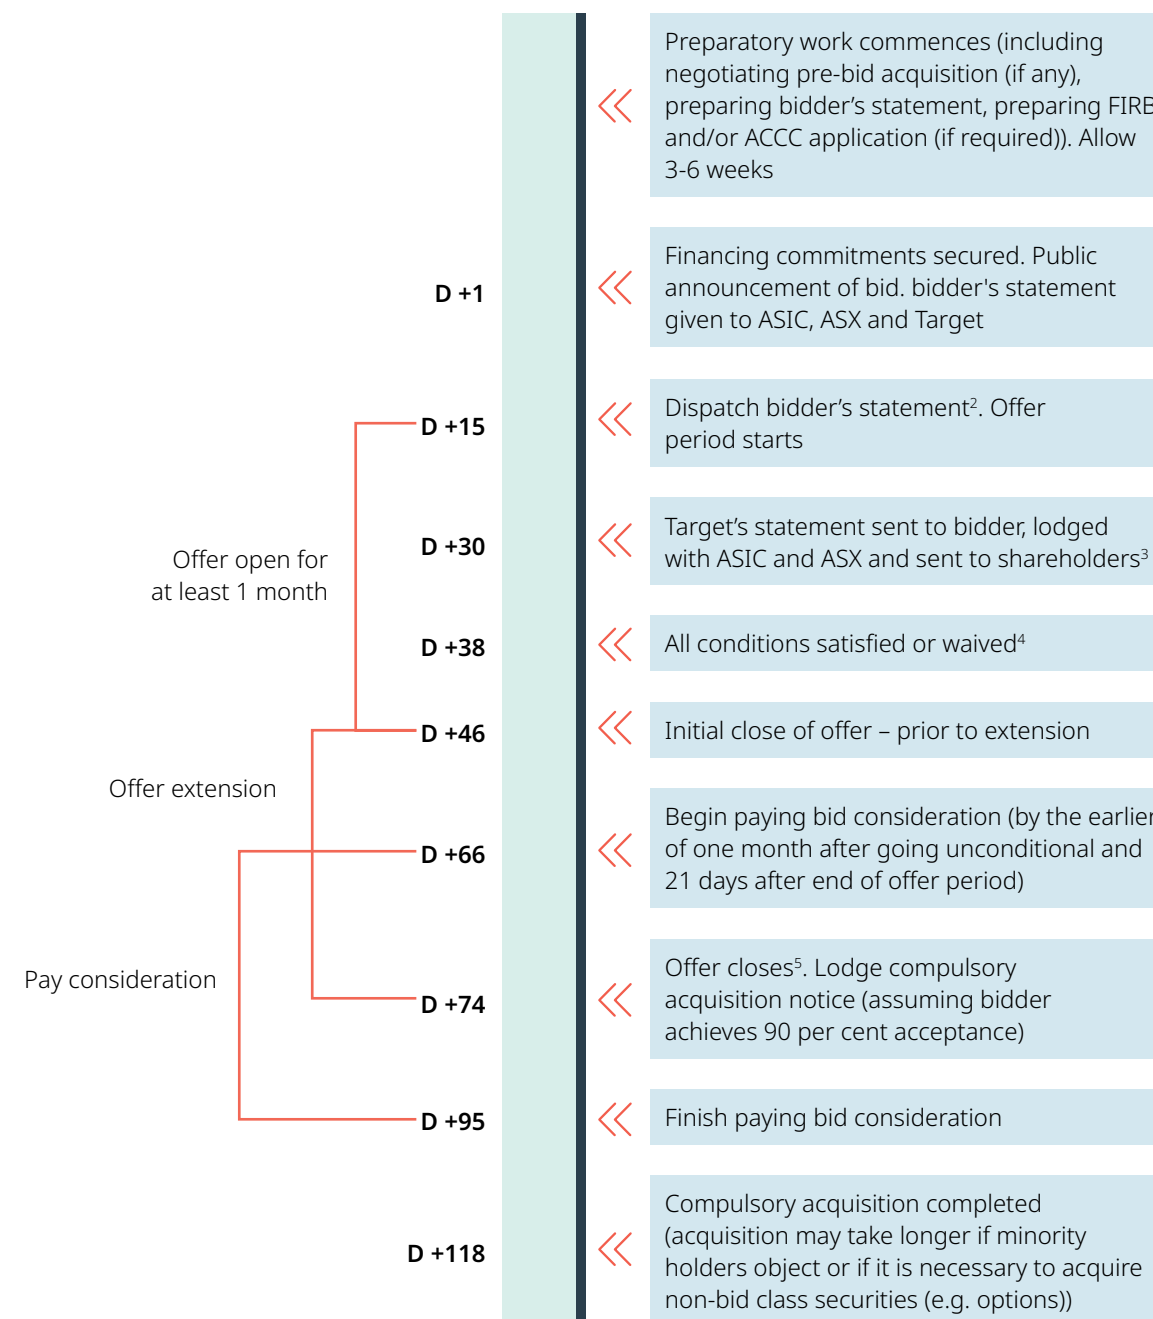 Preparatory work commences (including
negotiating pre-bid acquisition (if any),
preparing bidder’s statement, preparing FIRB
and/or ACCC application (if required)). Allow
3-6 weeks
D +1
Financing commitments secured. Public
announcement of bid. bidder's statement
given to ASIC, ASX and Target
D +15
Dispatch bidder’s statement². Offer
period starts
Offer open for
at least 1 month
D +30
Target’s statement sent to bidder, lodged
with ASIC and ASX and sent to shareholders³
D +38
All conditions satisfied or waived⁴
D +46
Initial close of offer – prior to extension
Offer extension
D +66
Begin paying bid consideration (by the earlier
of one month after going unconditional and
21 days after end of offer period)
Pay consideration
D +74
Offer closes⁵. Lodge compulsory
acquisition notice (assuming bidder
achieves 90 per cent acceptance)
D +95
Finish paying bid consideration
D +118
Compulsory acquisition completed
(acquisition may take longer if minority
holders object or if it is necessary to acquire
non-bid class securities (e.g. options))